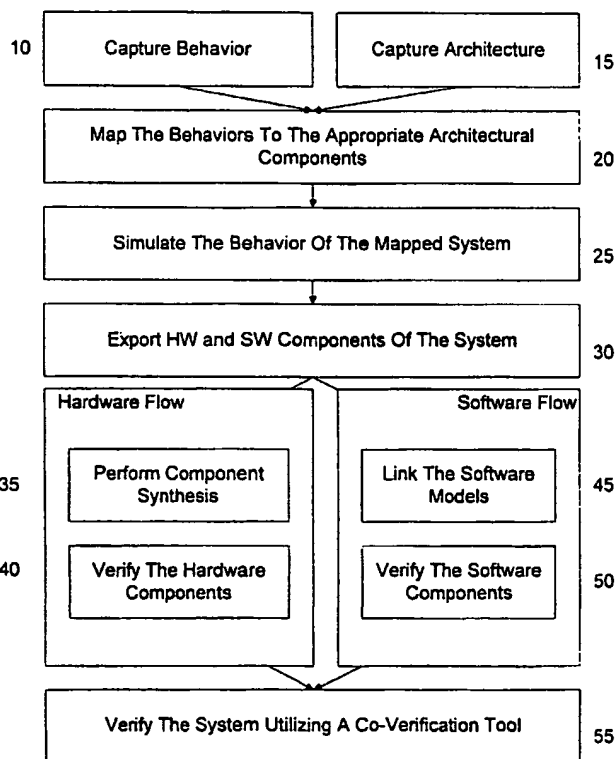 10
Capture Behavior
Capture Architecture
15
Map The Behaviors To The Appropriate Architectural
Components
20
Simulate The Behavior Of The Mapped System
25
Export HW and SW Components Of The System
30
Hardware Flow
Software Flow
35
Perform Component
Synthesis
Link The Software
Models
45
40
Verify The Hardware
Components
Verify The Software
Components
50
Verify The System Utilizing A Co-Verification Tool
55